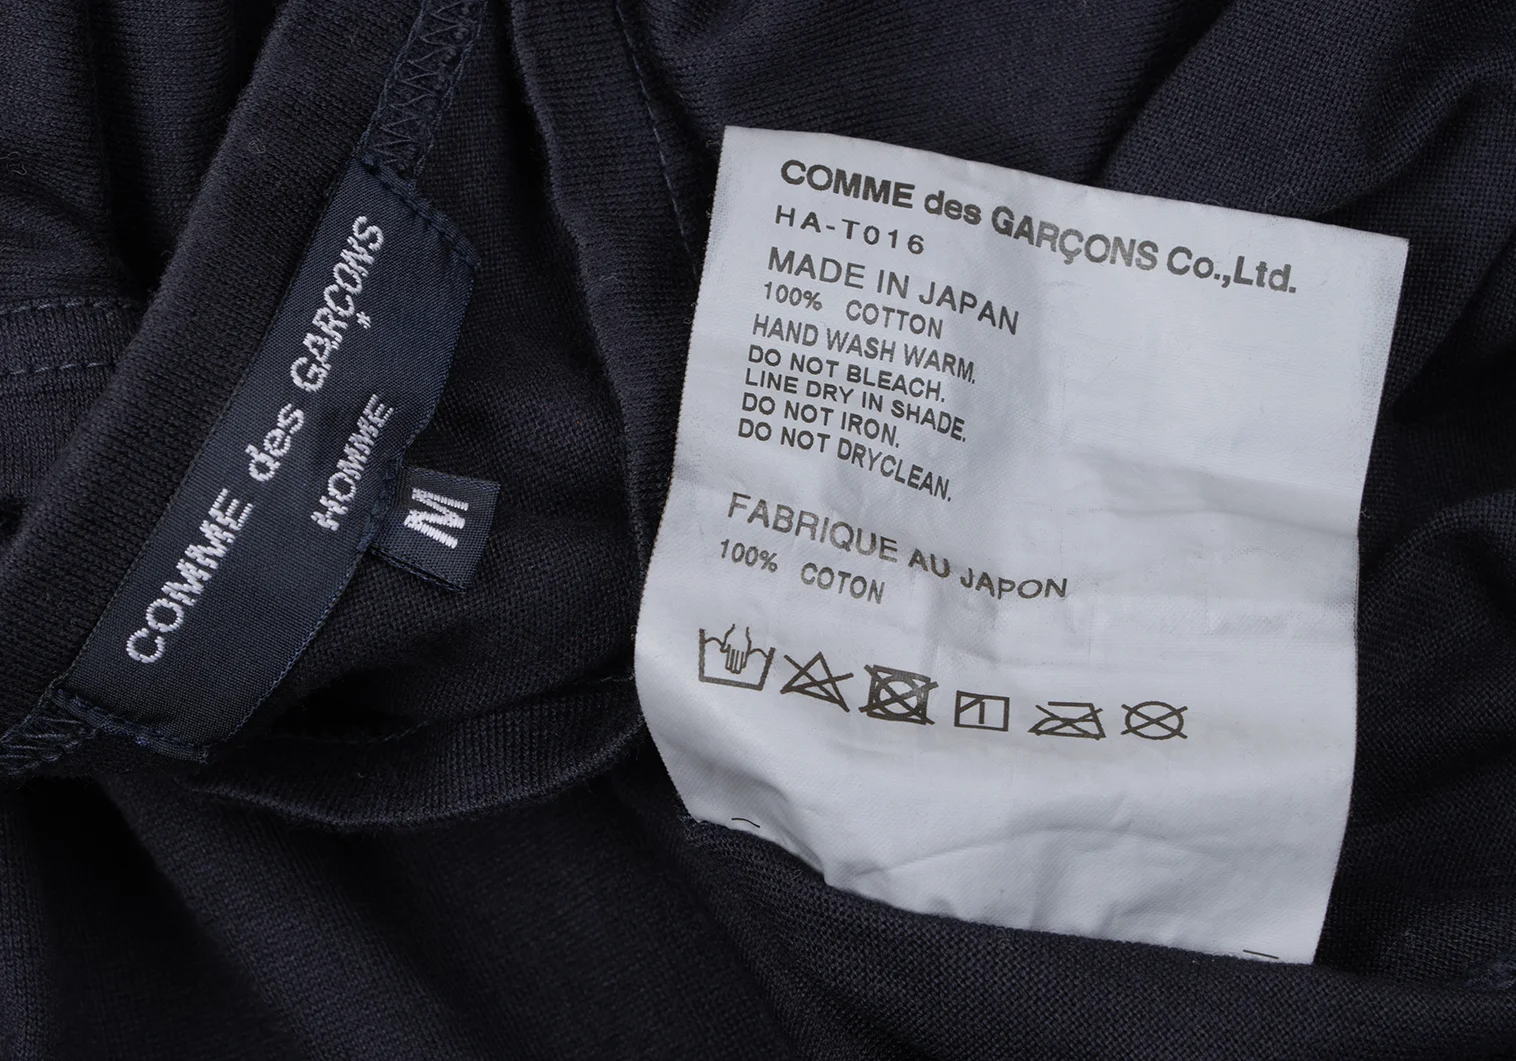 COMME des GARÇONS
HOMME
M
COMME des GARÇONS Co.,Ltd.
HA-T016
MADE IN JAPAN
100% COTTON
HAND WASH WARM.
DO NOT BLEACH.
LINE DRY IN SHADE.
DO NOT IRON.
DO NOT DRYCLEAN.
FABRIQUE AU JAPON
100% COTON